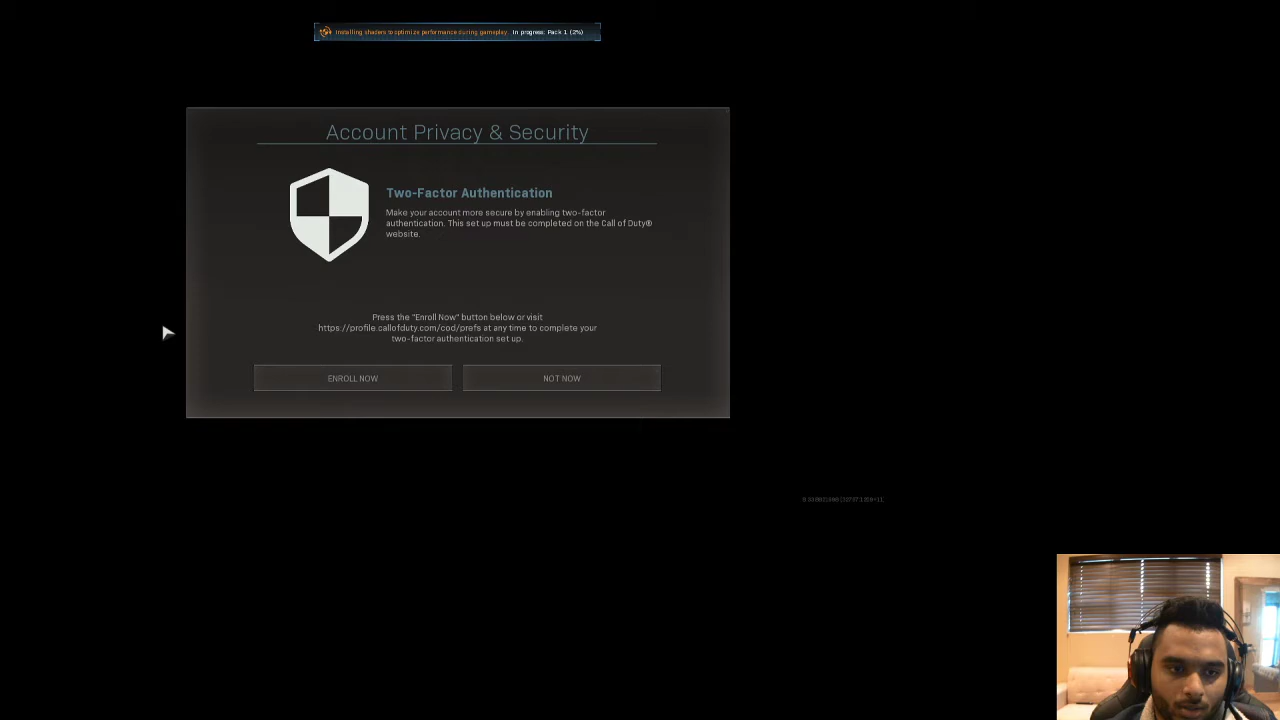 Installing shaders to optimize performance during gameplay. In progress: Pack 1 (2%)
Account Privacy & Security
Two-Factor Authentication
Make your account more secure by enabling two-factor
authentication. This set up must be completed on the Call of Duty®
website.
Press the "Enroll Now" button below or visit
https://profile.callofduty.com/cod/prefs at any time to complete your
two-factor authentication set up.
ENROLL NOW
NOT NOW